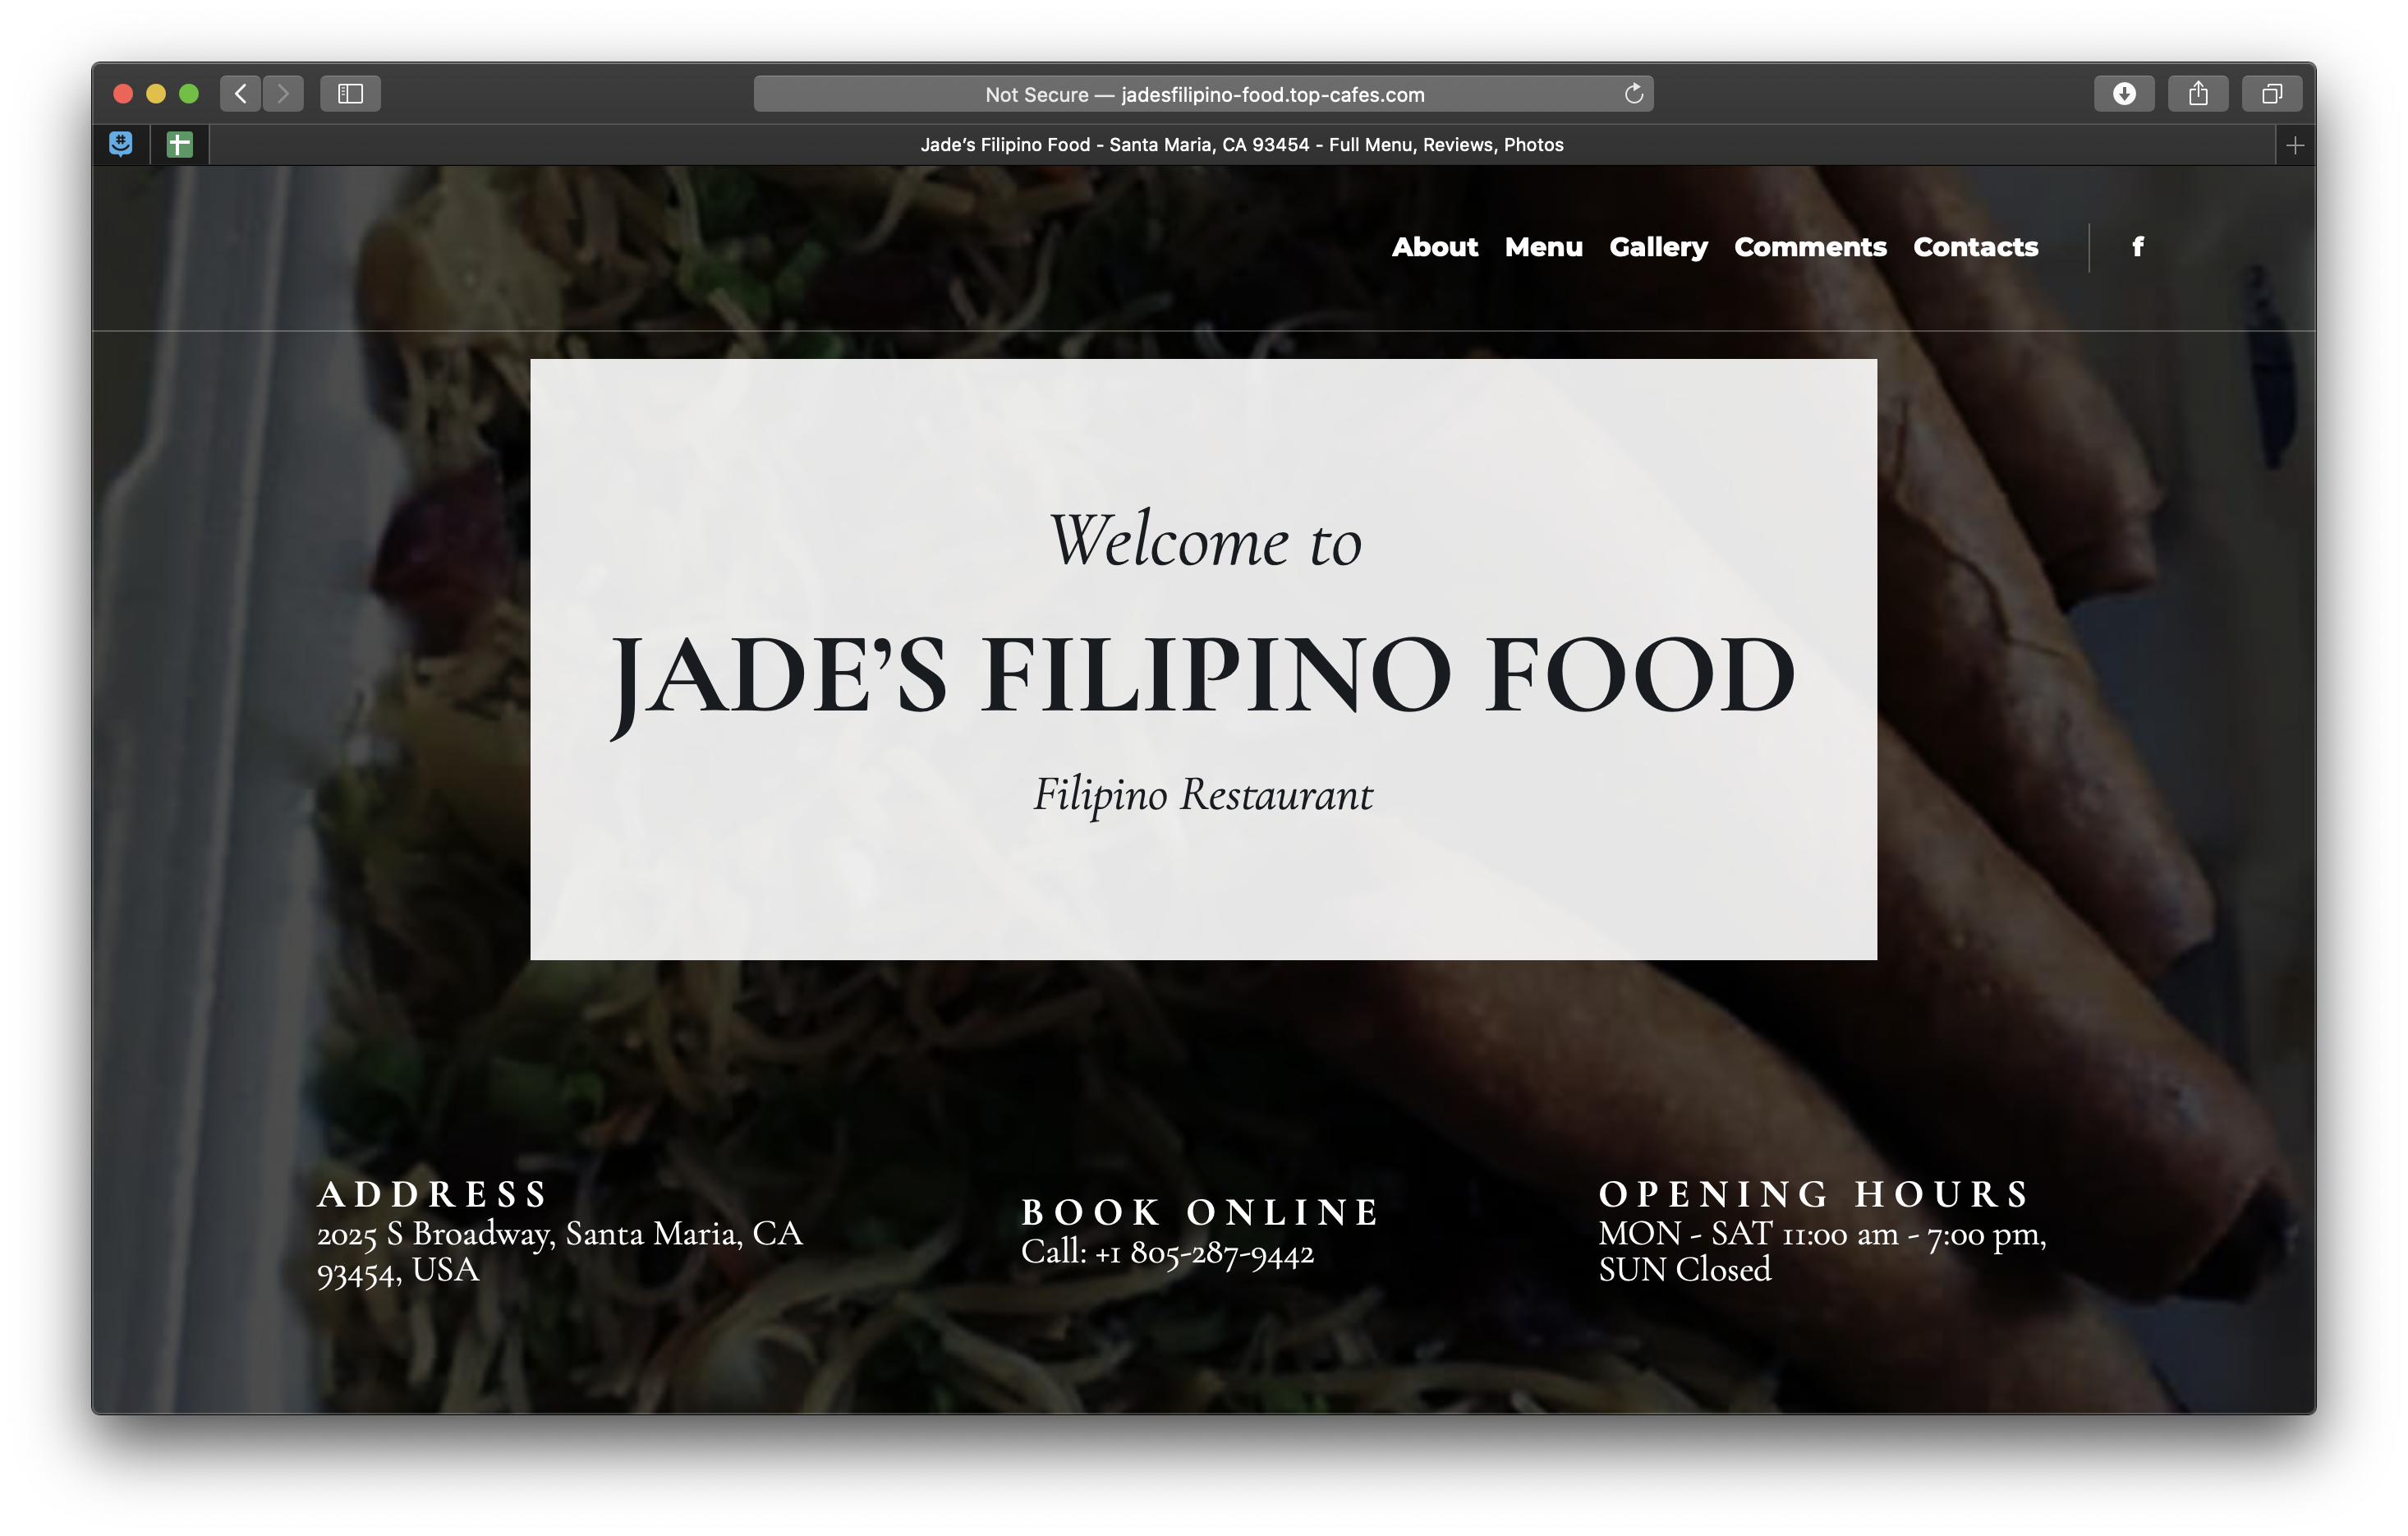 Not Secure — jadesfilipino-food.top-cafes.com
Jade’s Filipino Food - Santa Maria, CA 93454 - Full Menu, Reviews, Photos
About Menu Gallery Comments Contacts f
Welcome to
JADE’S FILIPINO FOOD
Filipino Restaurant
ADDRESS
2025 S Broadway, Santa Maria, CA
93454, USA
BOOK ONLINE
Call: +1 805-287-9442
OPENING HOURS
MON - SAT 11:00 am - 7:00 pm,
SUN Closed